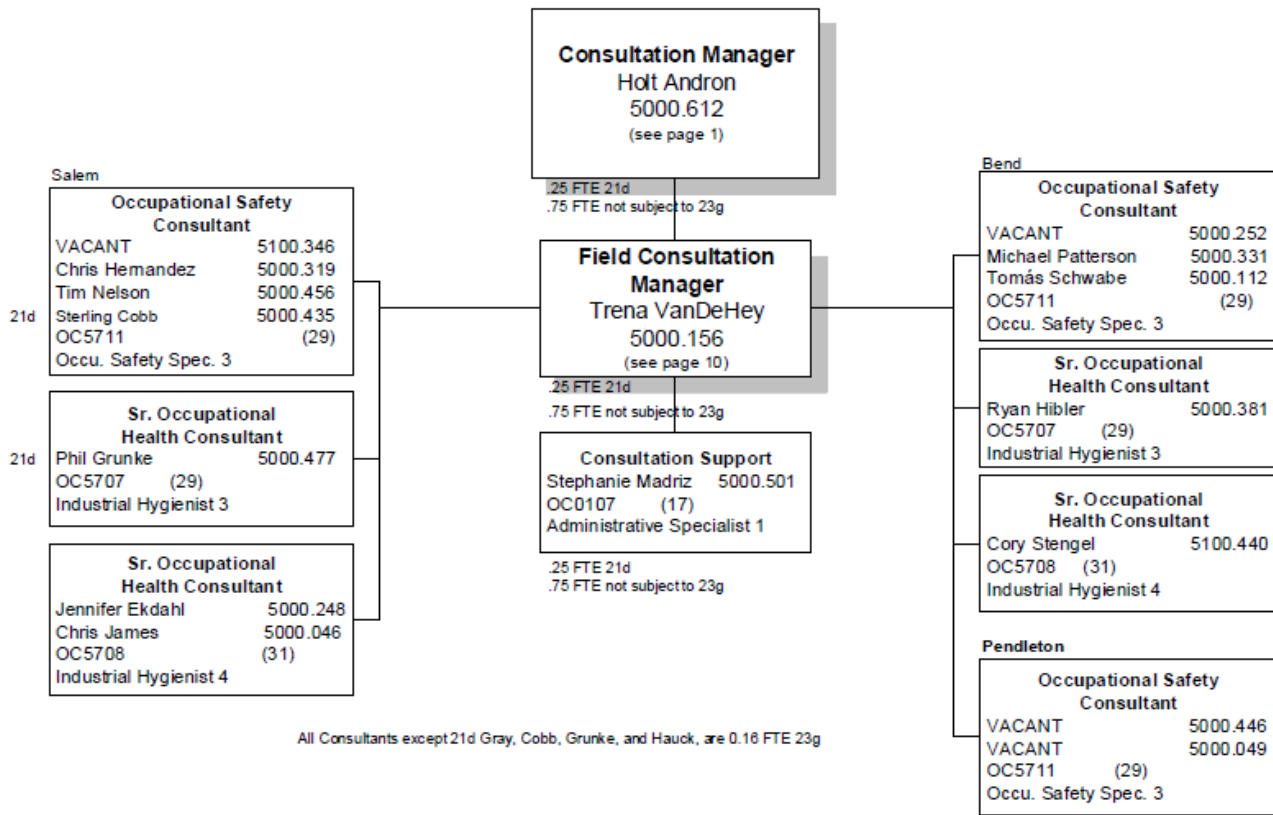 Consultation Manager
Holt Andron
5000.612
(see page 1)
.25 FTE 21d
.75 FTE not subject to 23g
Field Consultation
Manager
Trena VanDeHey
5000.156
(see page 10)
.25 FTE 21d
.75 FTE not subject to 23g
Consultation Support
Stephanie Madriz 5000.501
OC0107 (17)
Administrative Specialist 1
.25 FTE 21d
.75 FTE not subject to 23g
Salem
Occupational Safety
Consultant
VACANT 5100.346
Chris Hernandez 5000.319
Tim Nelson 5000.456
21d Sterling Cobb 5000.435
OC5711 (29)
Occu. Safety Spec. 3
Sr. Occupational
Health Consultant
21d Phil Grunke 5000.477
OC5707 (29)
Industrial Hygienist 3
Sr. Occupational
Health Consultant
Jennifer Ekdahl 5000.248
Chris James 5000.046
OC5708 (31)
Industrial Hygienist 4
Bend
Occupational Safety
Consultant
VACANT 5000.252
Michael Patterson 5000.331
Tomás Schwabe 5000.112
OC5711 (29)
Occu. Safety Spec. 3
Sr. Occupational
Health Consultant
Ryan Hibler 5000.381
OC5707 (29)
Industrial Hygienist 3
Sr. Occupational
Health Consultant
Cory Stengel 5100.440
OC5708 (31)
Industrial Hygienist 4
Pendleton
Occupational Safety
Consultant
VACANT 5000.446
VACANT 5000.049
OC5711 (29)
Occu. Safety Spec. 3
All Consultants except 21d Gray, Cobb, Grunke, and Hauck, are 0.16 FTE 23g